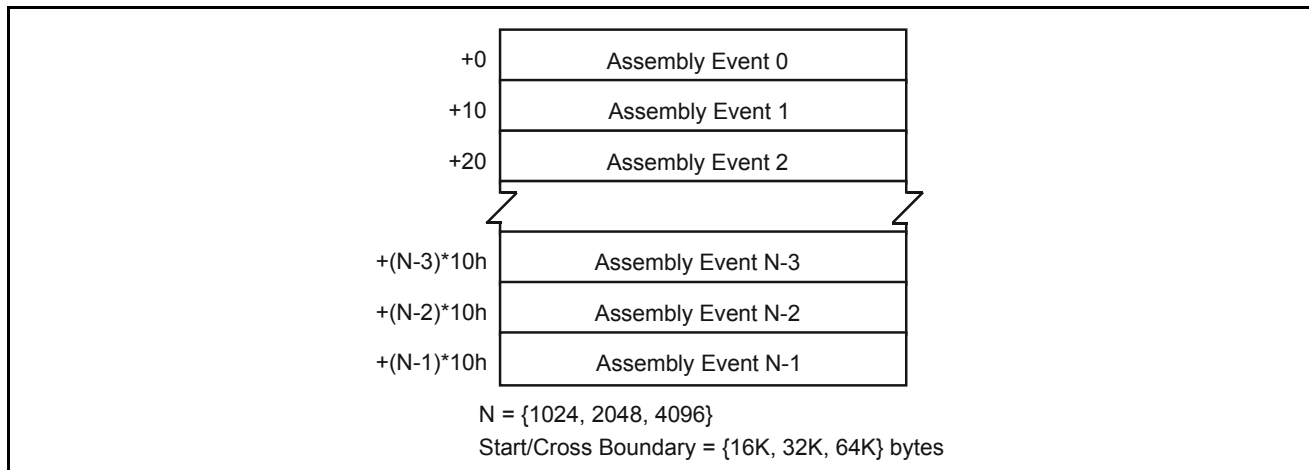 +0 Assembly Event 0
+10 Assembly Event 1
+20 Assembly Event 2
+(N-3)*10h Assembly Event N-3
+(N-2)*10h Assembly Event N-2
+(N-1)*10h Assembly Event N-1
N = {1024, 2048, 4096}
Start/Cross Boundary = {16K, 32K, 64K} bytes